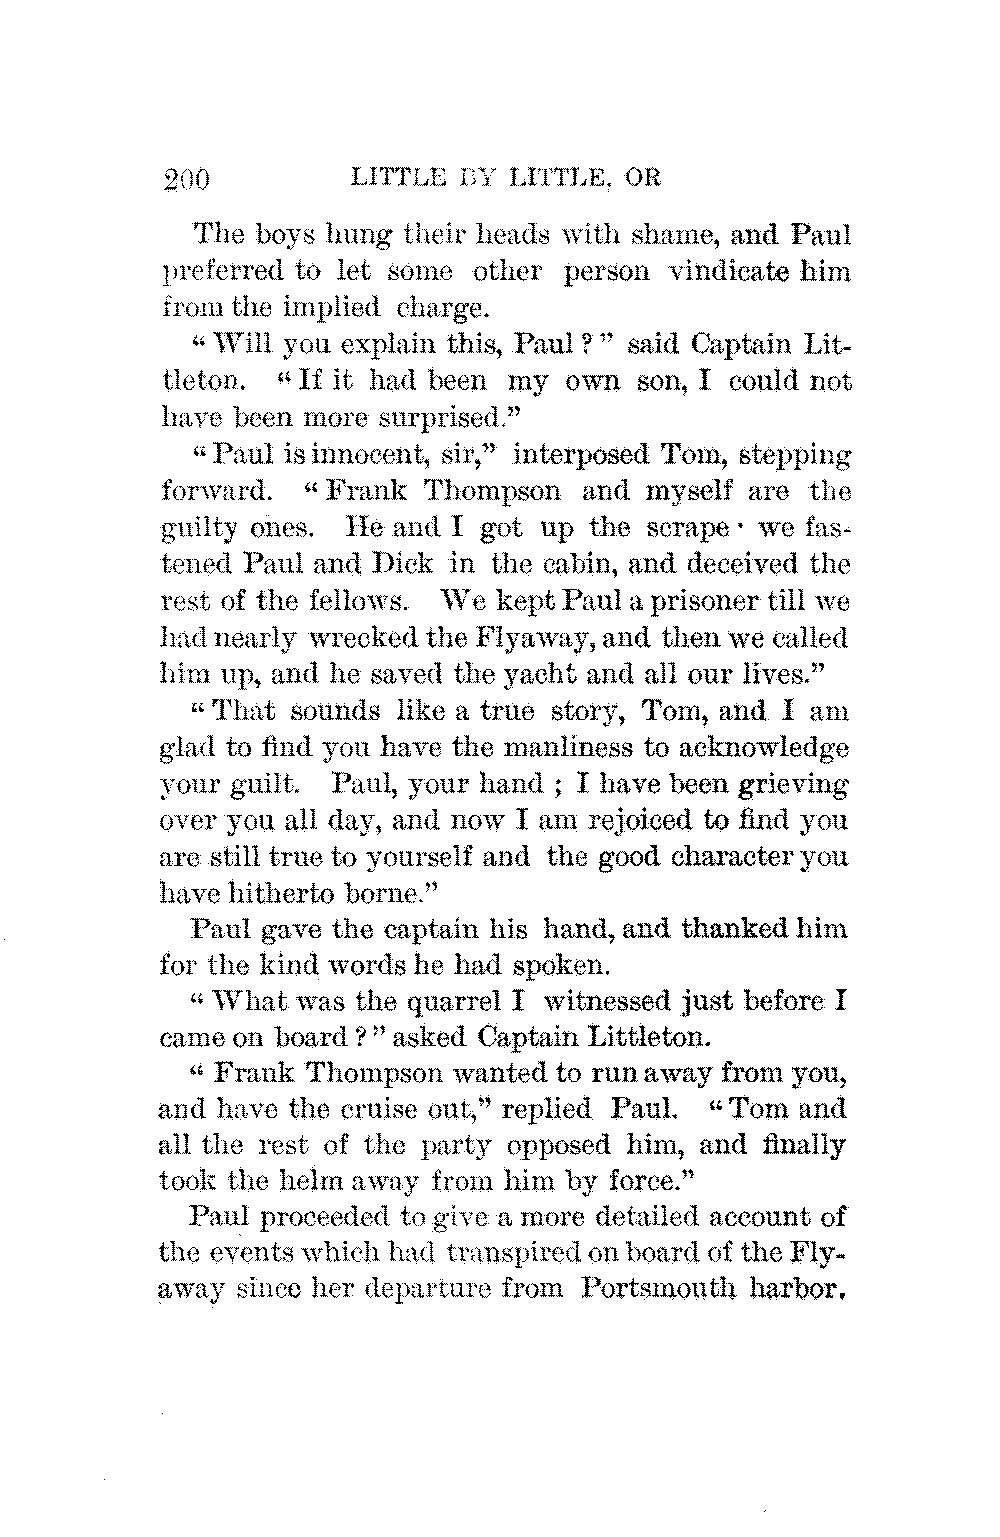 200 LITTLE BY LITTLE, OR
The boys hung their heads with shame, and Paul
preferred to let some other person vindicate him
from the implied charge.
“ Will you explain this, Paul ? ” said Captain Lit-
tleton. “ If it had been my own son, I could not
have been more surprised.”
“ Paul is innocent, sir,” interposed Tom, stepping
forward. “ Frank Thompson and myself are the
guilty ones. He and I got up the scrape · we fas-
tened Paul and Dick in the cabin, and deceived the
rest of the fellows. We kept Paul a prisoner till we
had nearly wrecked the Flyaway, and then we called
him up, and he saved the yacht and all our lives.”
“ That sounds like a true story, Tom, and I am
glad to find you have the manliness to acknowledge
your guilt. Paul, your hand ; I have been grieving
over you all day, and now I am rejoiced to find you
are still true to yourself and the good character you
have hitherto borne.”
Paul gave the captain his hand, and thanked him
for the kind words he had spoken.
“ What was the quarrel I witnessed just before I
came on board ? ” asked Captain Littleton.
“ Frank Thompson wanted to run away from you,
and have the cruise out,” replied Paul. “ Tom and
all the rest of the party opposed him, and finally
took the helm away from him by force.”
Paul proceeded to give a more detailed account of
the events which had transpired on board of the Fly-
away since her departure from Portsmouth harbor.